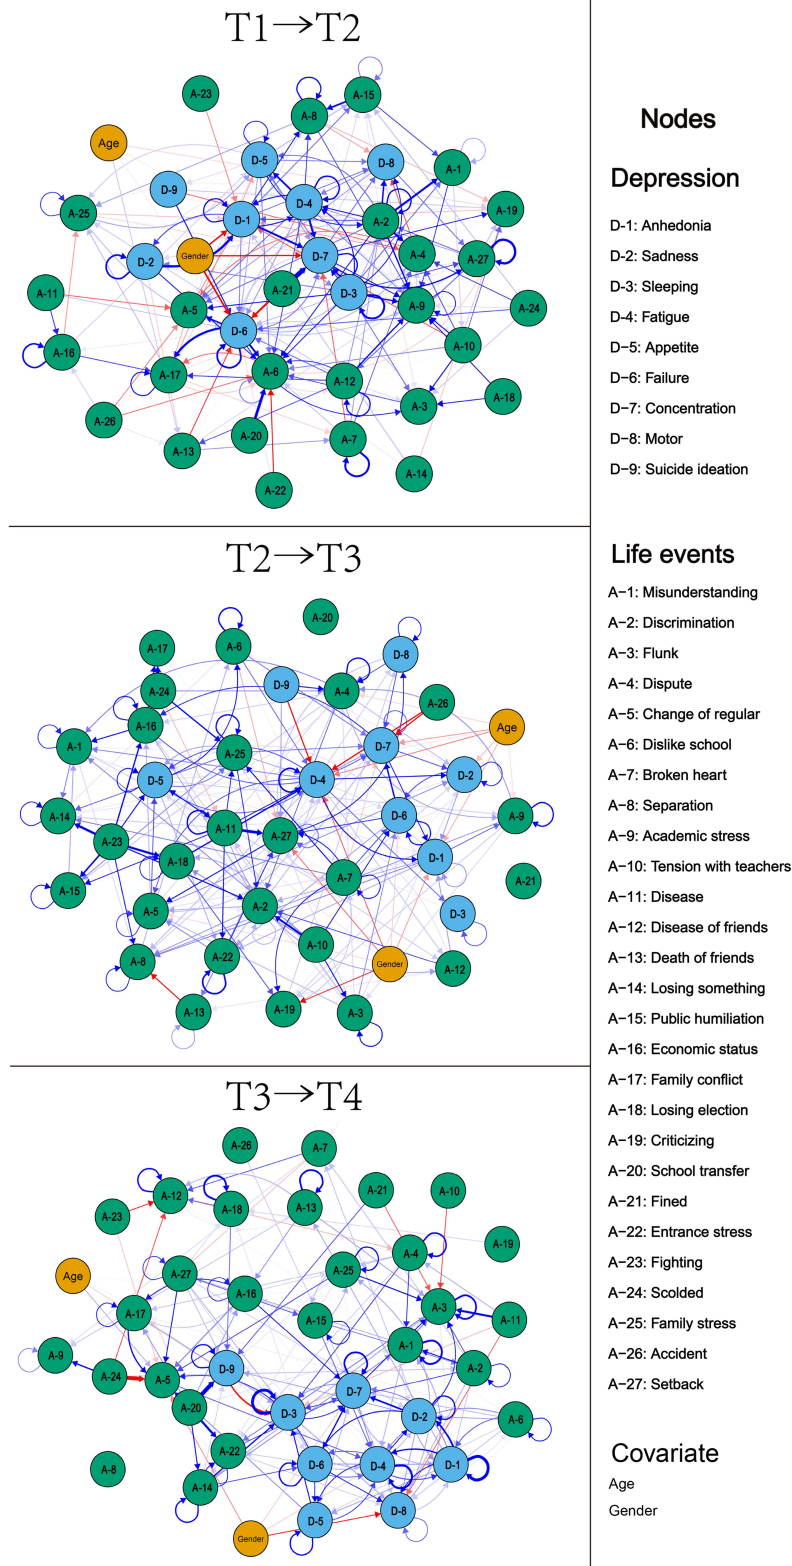 T1→T2
A-23
A-15
A-8
Age
D-5
D-8
A-1
D-9
D-4
A-25
D-1
A-2
A-19
Gender
D-7
A-4
A-27
D-2
A-11
A-21
D-3
A-5
A-9
A-24
D-6
A-16
A-10
A-17
A-6
A-12
A-18
A-3
A-26
A-20
A-7
A-13
A-14
A-22
T2→T3
A-20
A-17
A-6
D-8
D-9
A-24
A-4
A-26
A-16
Age
A-1
A-25
D-7
D-5
D-4
D-2
A-14
D-6
A-9
A-23
A-11
A-27
A-18
D-1
A-15
A-7
A-21
A-5
A-2
D-3
A-10
A-8
A-22
Gender
A-12
A-13
A-19
A-3
T3→T4
A-26
A-7
A-12
A-21
A-10
A-23
A-18
A-13
A-19
A-4
Age
A-27
A-25
A-16
A-17
A-3
A-15
A-11
A-9
A-1
D-9
A-2
A-24
A-5
D-7
A-20
D-3
D-2
A-6
A-22
A-8
D-6
D-4
D-1
A-14
D-5
D-8
Gender
Nodes
Depression
D-1: Anhedonia
D-2: Sadness
D-3: Sleeping
D-4: Fatigue
D-5: Appetite
D-6: Failure
D-7: Concentration
D-8: Motor
D-9: Suicide ideation
Life events
A−1: Misunderstanding
A−2: Discrimination
A−3: Flunk
A−4: Dispute
A−5: Change of regular
A−6: Dislike school
A−7: Broken heart
A−8: Separation
A−9: Academic stress
A−10: Tension with teachers
A−11: Disease
A−12: Disease of friends
A−13: Death of friends
A−14: Losing something
A−15: Public humiliation
A−16: Economic status
A−17: Family conflict
A−18: Losing election
A−19: Criticizing
A−20: School transfer
A−21: Fined
A−22: Entrance stress
A−23: Fighting
A−24: Scolded
A−25: Family stress
A−26: Accident
A−27: Setback
Covariate
Age
Gender